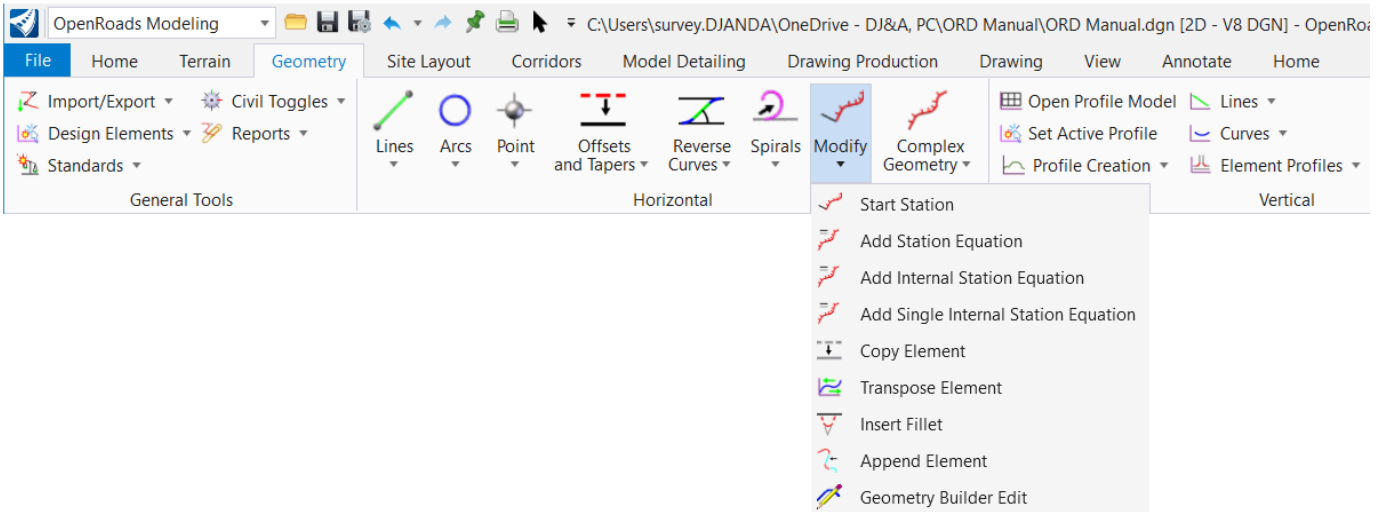 OpenRoads Modeling C:\Users\survey.DJANDA\OneDrive - DJ&A, PC\ORD Manual\ORD Manual.dgn [2D - V8 DGN] - OpenRoa
File Home Terrain Geometry Site Layout Corridors Model Detailing Drawing Production Drawing View Annotate Home
Import/Export Civil Toggles
Design Elements Reports
Standards
General Tools
Lines Arcs Point Offsets and Tapers Reverse Curves Spirals Modify Complex Geometry
Horizontal
Open Profile Model Lines
Set Active Profile Curves
Profile Creation Element Profiles
Vertical
Start Station
Add Station Equation
Add Internal Station Equation
Add Single Internal Station Equation
Copy Element
Transpose Element
Insert Fillet
Append Element
Geometry Builder Edit